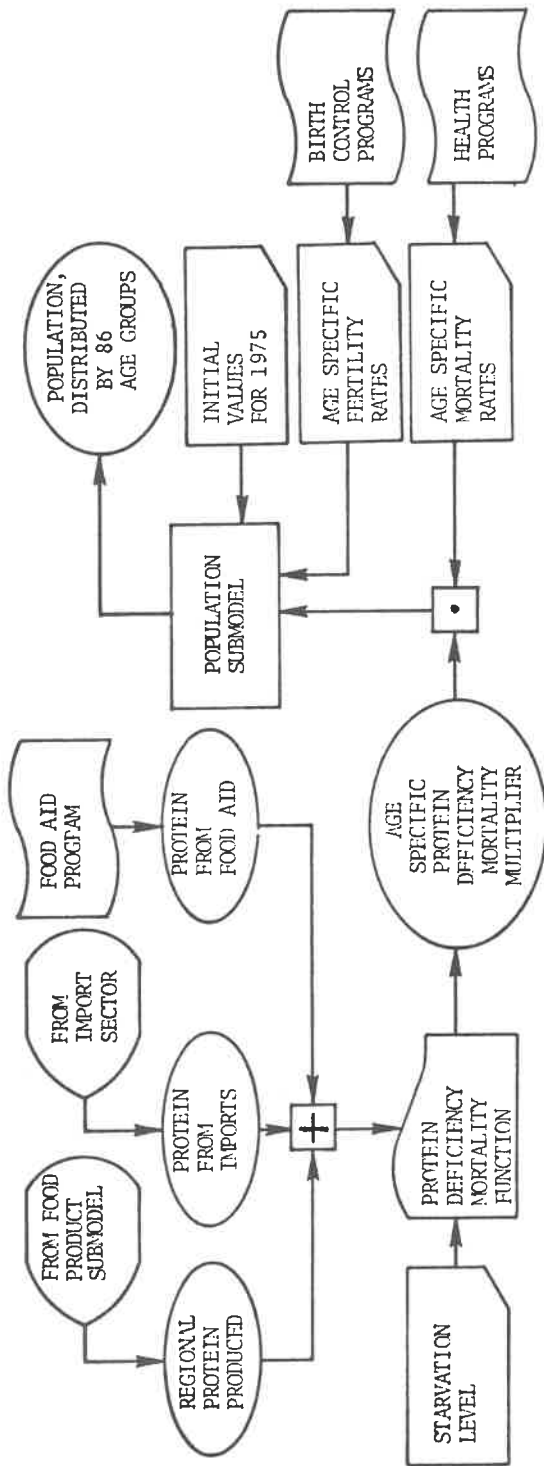 FROM FOOD
PRODUCT
SUBMODEL
FROM
IMPORT
SECTOR
FOOD AID
PROGRAM
REGIONAL
PROTEIN
PRODUCED
PROTEIN
FROM
IMPORTS
PROTEIN
FROM
FOOD AID
+
POPULATION
SUBMODEL
POPULATION,
DISTRIBUTED
BY 86
AGE GROUPS
INITIAL
VALUES
FOR 1975
AGE SPECIFIC
FERTILITY
RATES
BIRTH
CONTROL
PROGRAMS
STARVATION
LEVEL
PROTEIN
DEFICIENCY
MORTALITY
FUNCTION
AGE
SPECIFIC
PROTEIN
DEFICIENCY
MORTALITY
MULTIPLIER
•
AGE SPECIFIC
MORTALITY
RATES
HEALTH
PROGRAMS